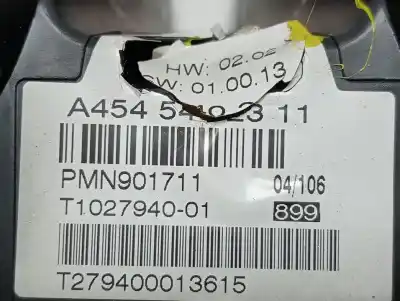 HW: 02.02
SW: 01.00.13
A454 54 23 11
PMN901711
04/106
T1027940-01
899
T279400013615